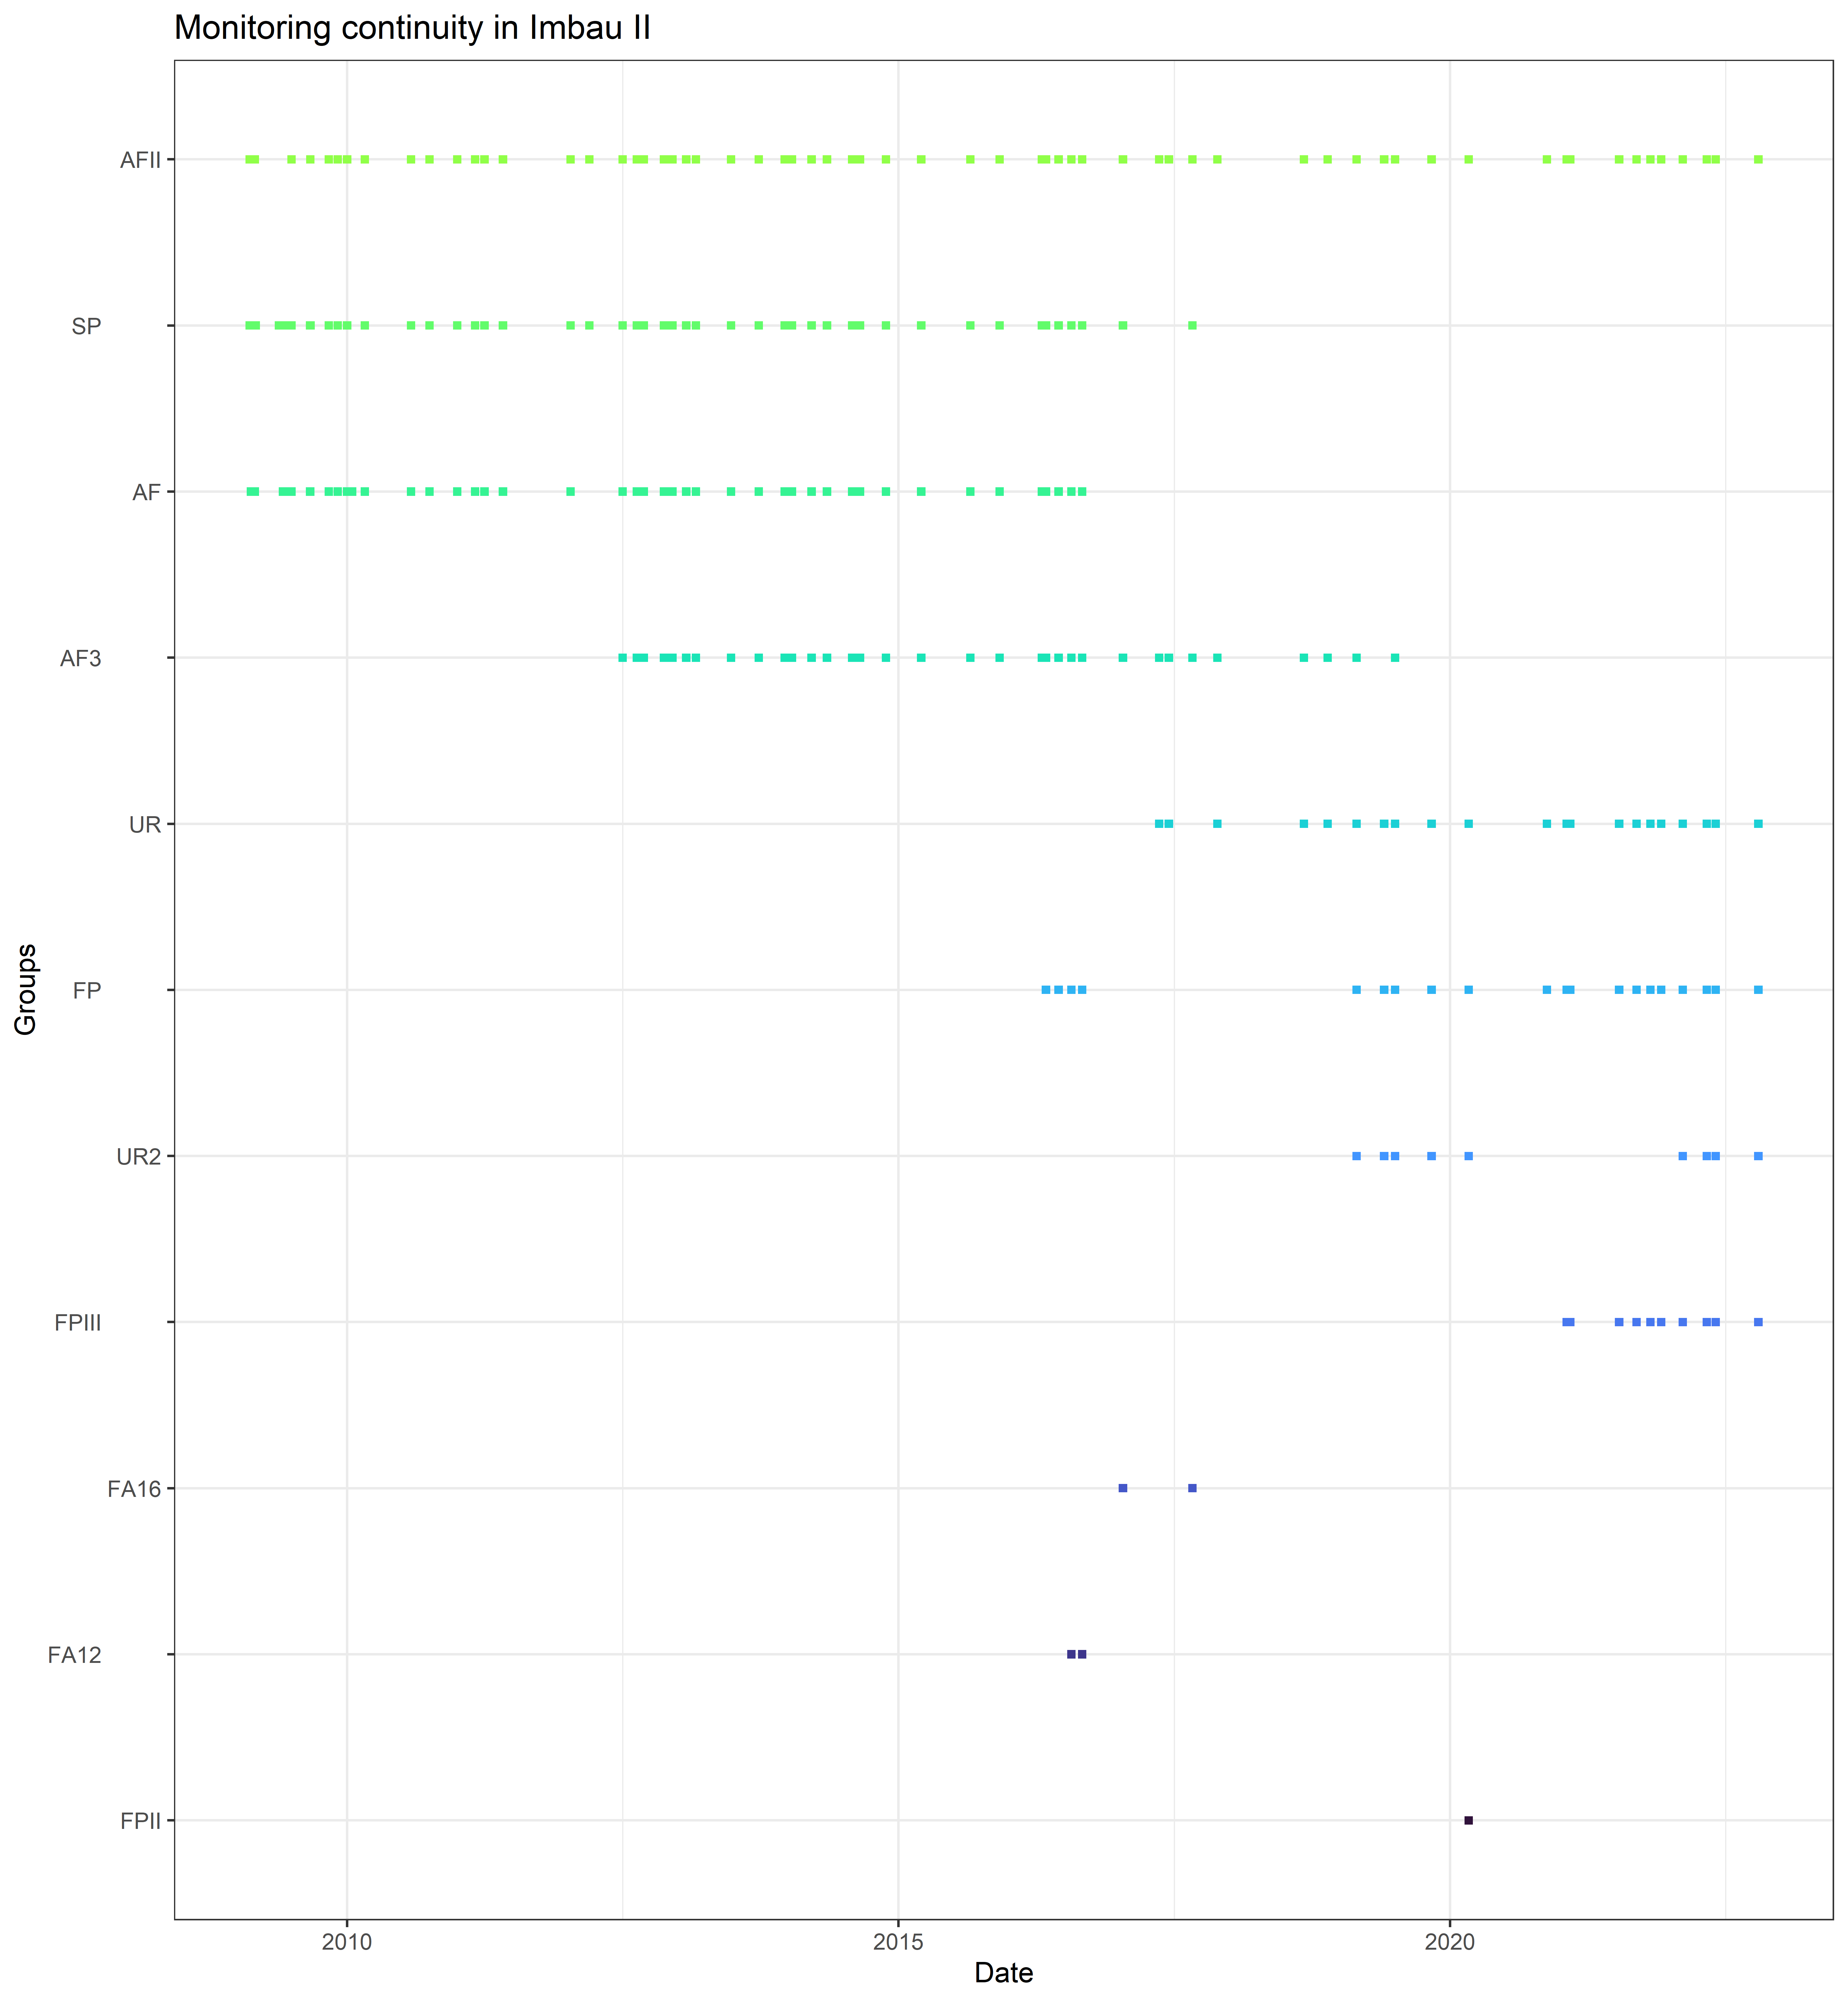 Monitoring continuity in Imbau II
AFII
SP
AF
AF3
UR
FP
UR2
FPIII
FA16
FA12
FPII
Groups
2010
2015
2020
Date